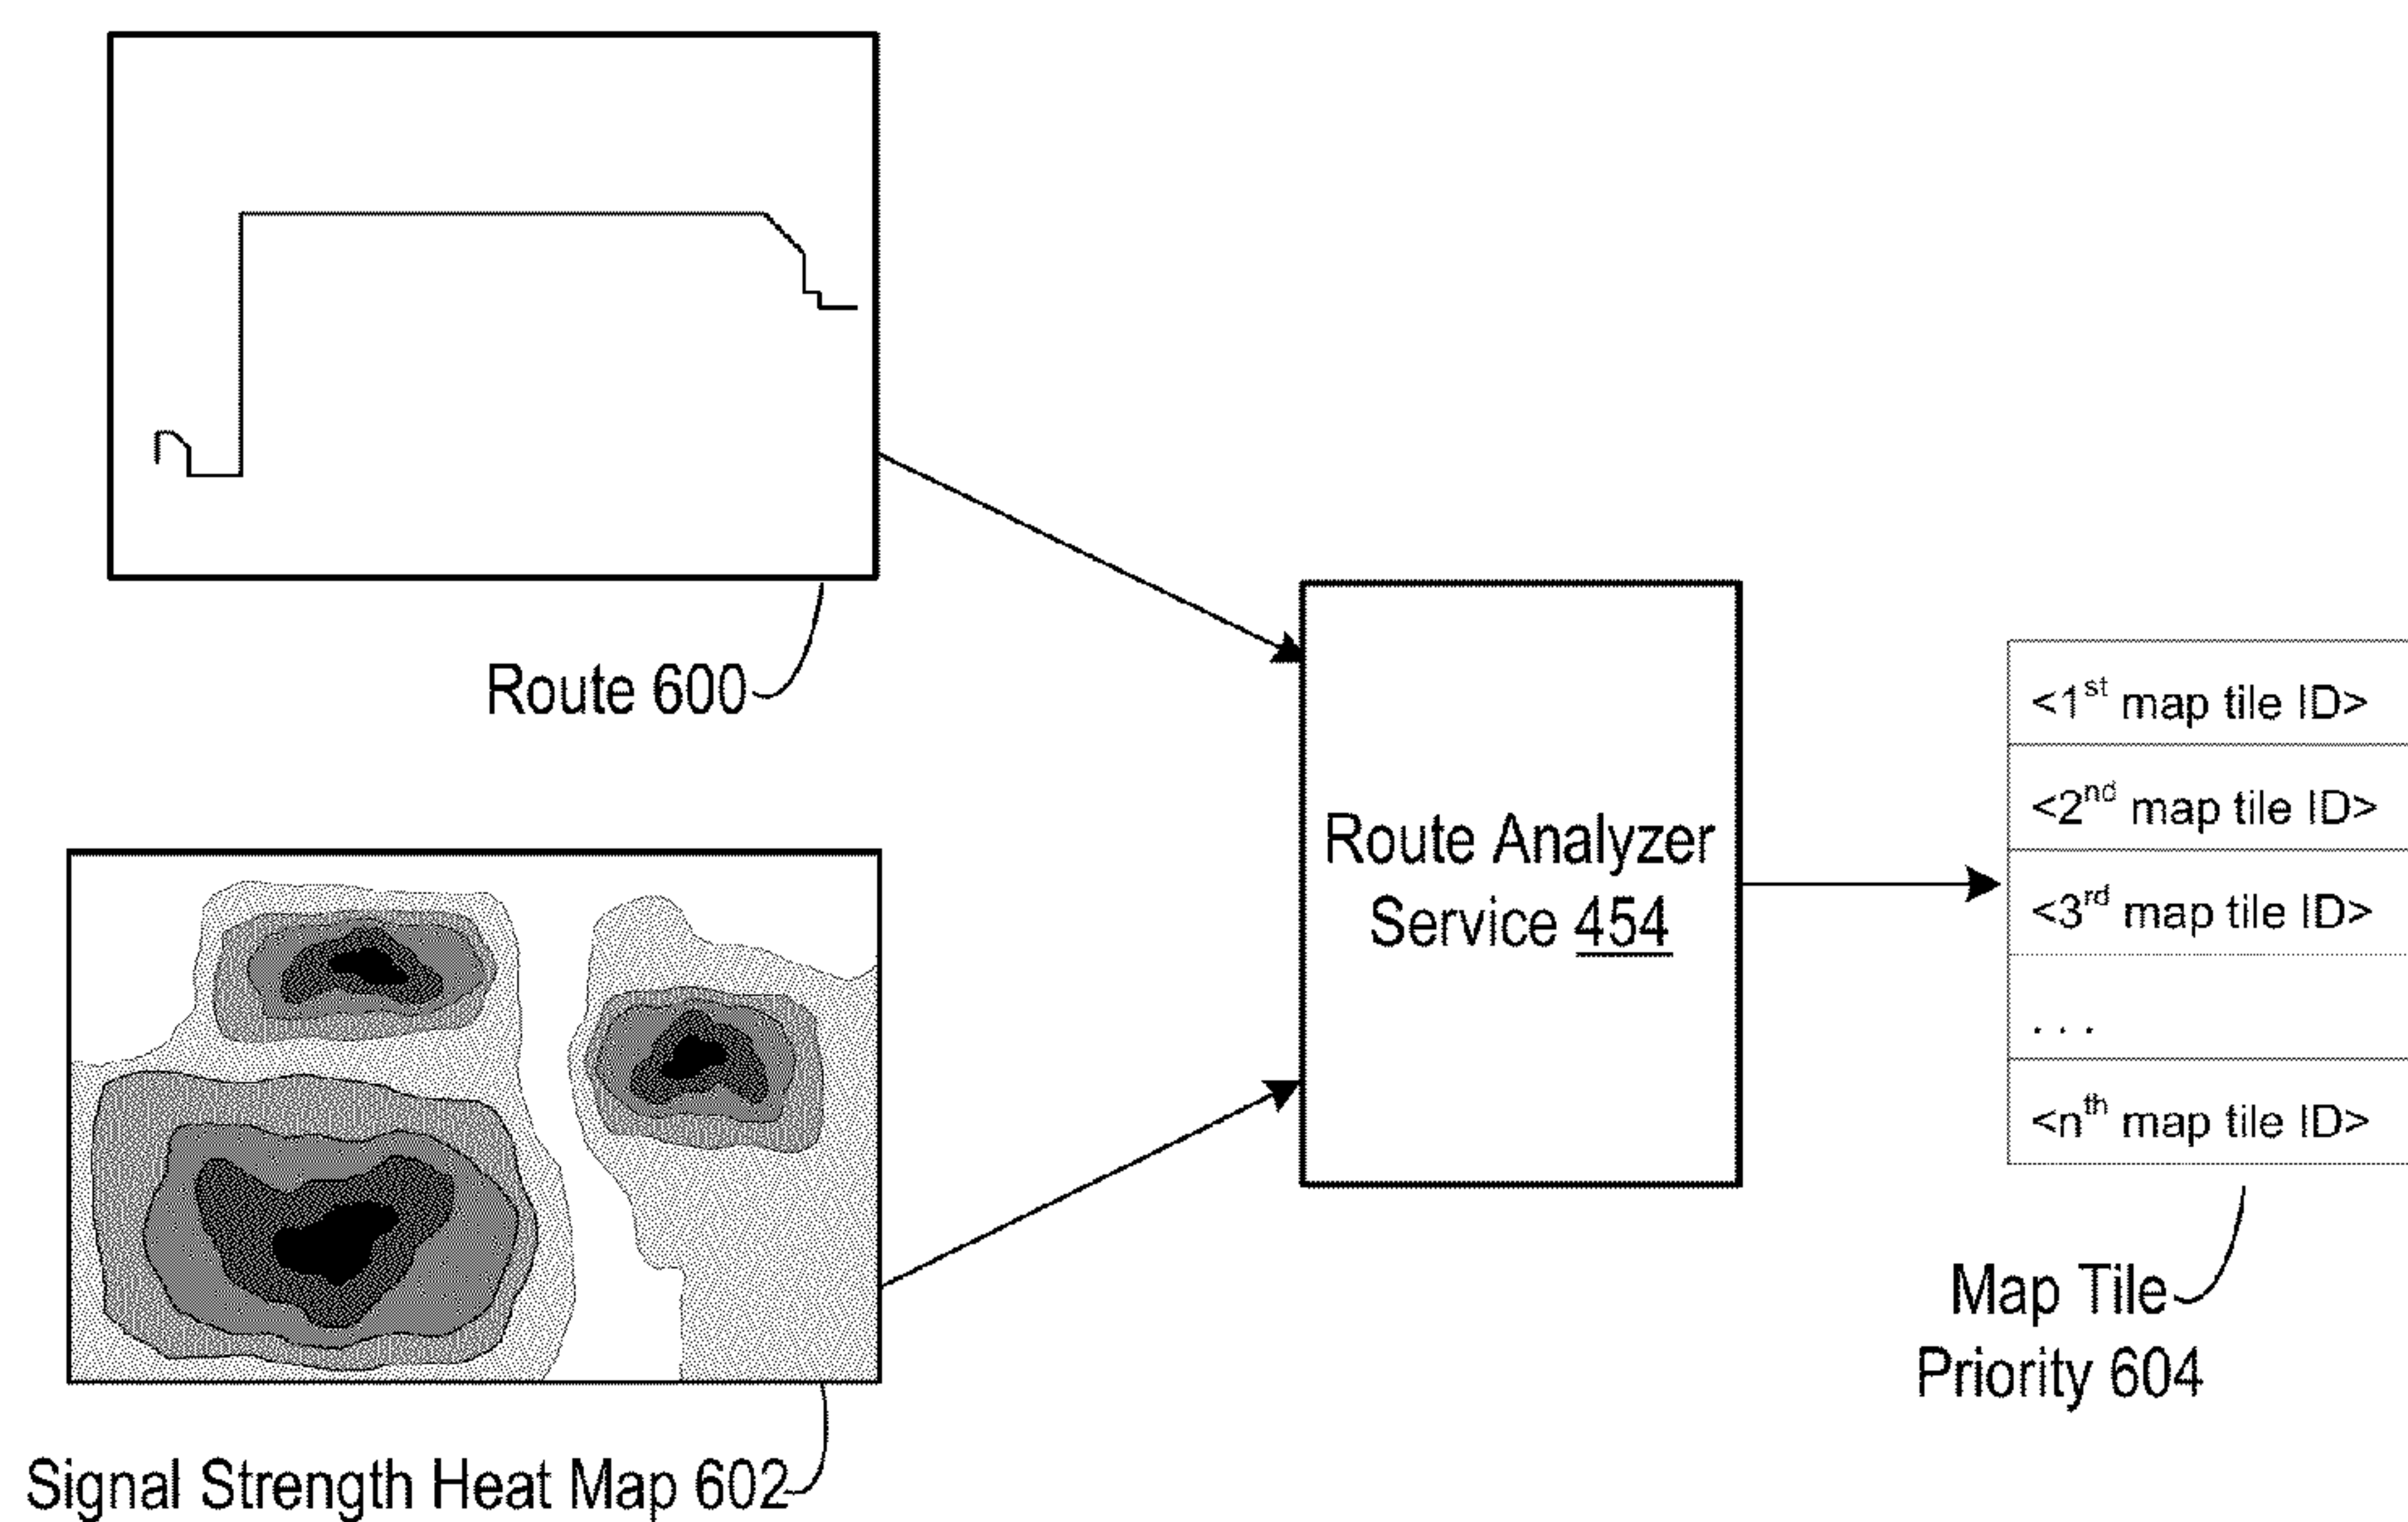 Route 600
Signal Strength Heat Map 602
Route Analyzer
Service 454
<1st map tile ID>
<2nd map tile ID>
<3rd map tile ID>
. . .
<nth map tile ID>
Map Tile
Priority 604